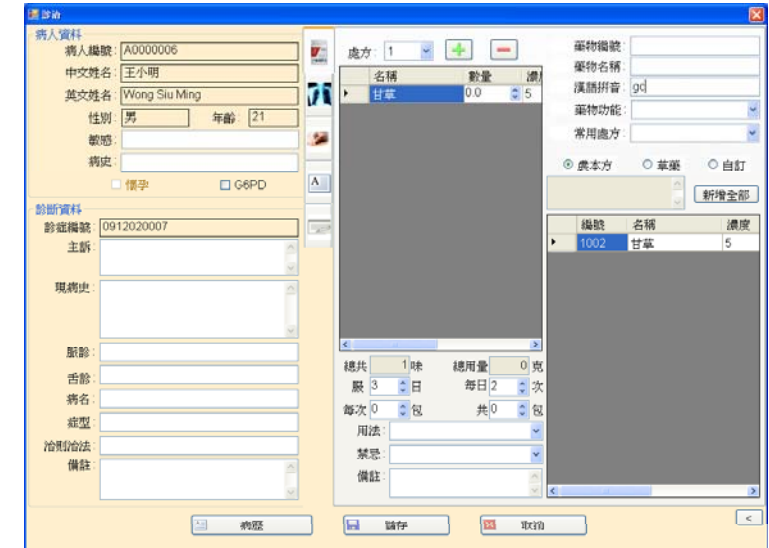 診治
病人資料
病人編號: A0000006
中文姓名: 王小明
英文姓名: Wong Siu Ming
性別: 男 年齡: 21
敏感:
病史:
懷孕 G6PD
診斷資料
診症編號: 0912020007
主訴:
現病史:
脈診:
舌診:
病名:
症型:
治則治法:
備註:
處方: 1
名稱 數量 濃
甘草 0.0 5
A
總共 1 味 總用量 0 克
服 3 日 每日 2 次
每次 0 包 共 0 包
用法:
禁忌:
備註:
藥物編號:
藥物名稱:
漢語拼音: gc
藥物功能:
常用處方:
農本方 草藥 自訂
新增全部
編號 名稱 濃度
1002 甘草 5
病歷 儲存 取消 <